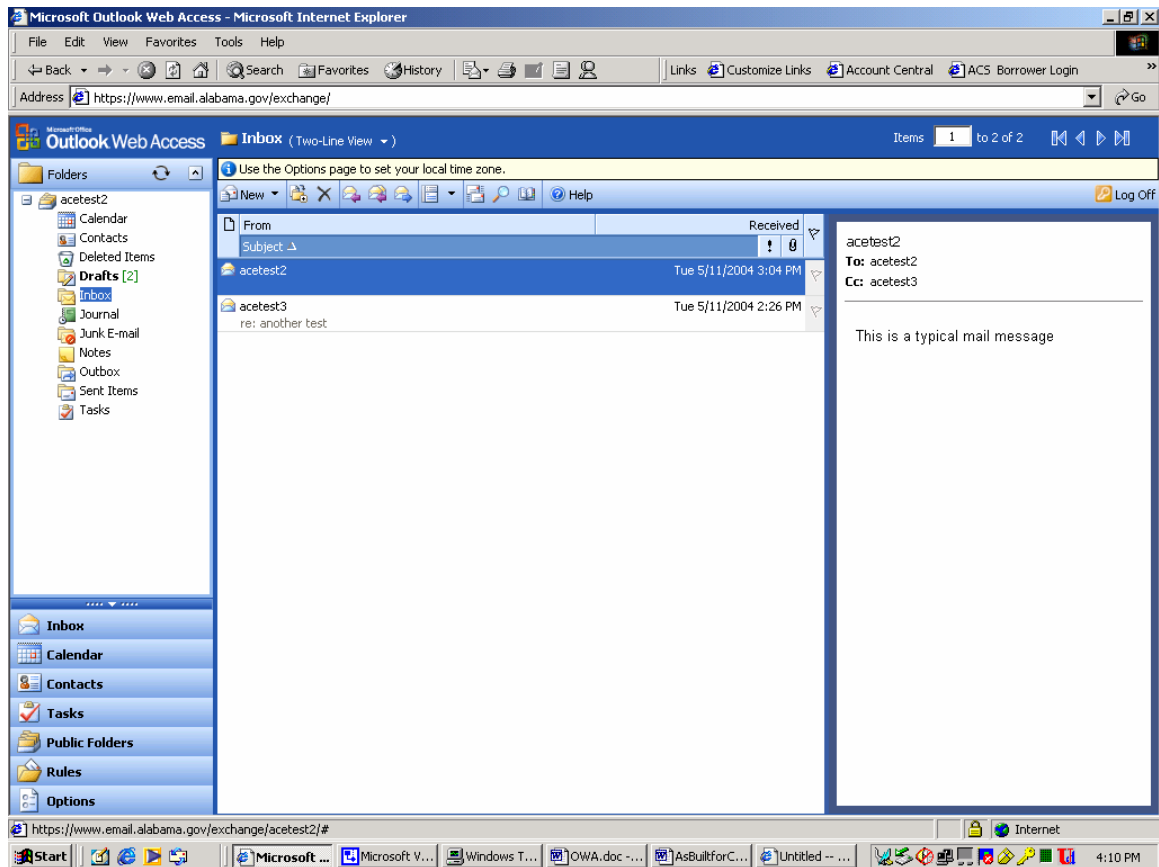 Microsoft Outlook Web Access - Microsoft Internet Explorer
File Edit View Favorites Tools Help
Back Search Favorites History Links Customize Links Account Central ACS Borrower Login »
Address https://www.email.alabama.gov/exchange/ Go
Microsoft Office
Outlook Web Access Inbox (Two-Line View ) Items 1 to 2 of 2
Folders
Use the Options page to set your local time zone.
New Help Log Off
acetest2
Calendar
Contacts
Deleted Items
Drafts [2]
Inbox
Journal
Junk E-mail
Notes
Outbox
Sent Items
Tasks
From Received
Subject !
acetest2 Tue 5/11/2004 3:04 PM
acetest3 Tue 5/11/2004 2:26 PM
re: another test
acetest2
To: acetest2
Cc: acetest3
This is a typical mail message
Inbox
Calendar
Contacts
Tasks
Public Folders
Rules
Options
https://www.email.alabama.gov/exchange/acetest2/# Internet
Start Microsoft ... Microsoft V... Windows T... OWA.doc -... AsBuiltforC... Untitled -- ... 4:10 PM